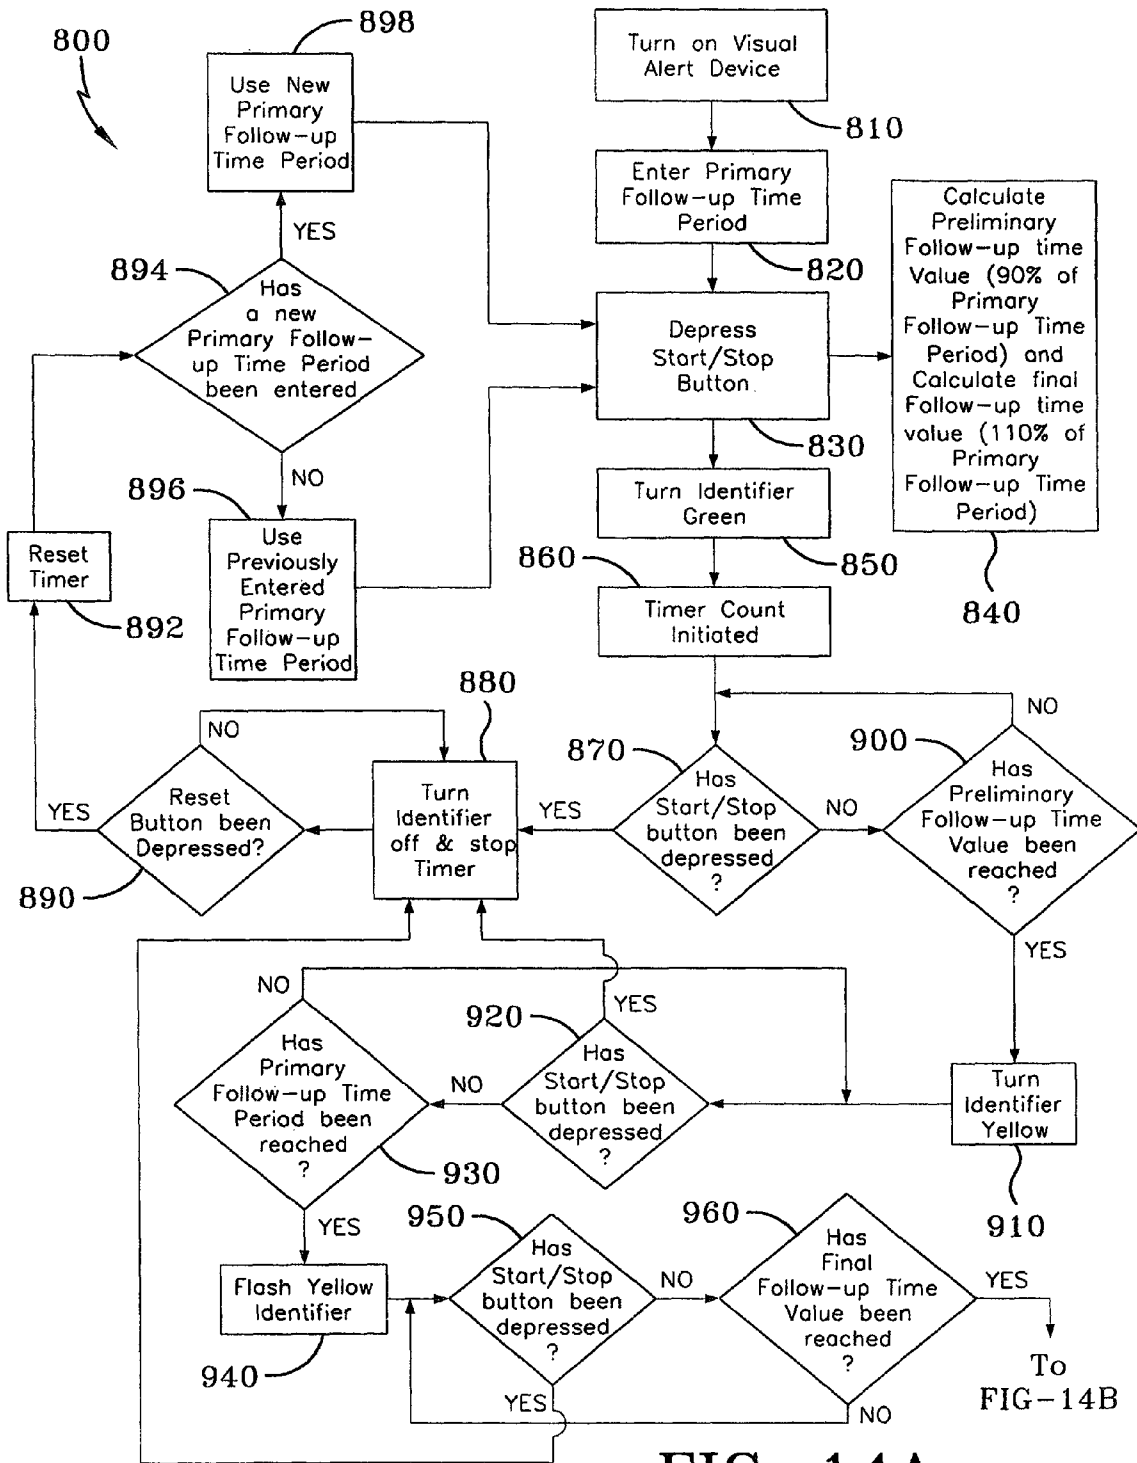 800
898
Use New
Primary
Follow-up
Time Period
YES
894
Has
a new
Primary Follow-
up Time Period
been entered
NO
896
Use
Previously
Entered
Primary
Follow-up
Time Period
Reset
Timer
892
Turn on Visual
Alert Device
810
Enter Primary
Follow-up Time
Period
820
Depress
Start/Stop
Button
830
Calculate
Preliminary
Follow-up time
Value (90% of
Primary
Follow-up Time
Period) and
Calculate final
Follow-up time
value (110% of
Primary
Follow-up Time
Period)
840
Turn Identifier
Green
850
860
Timer Count
Initiated
880
NO
YES
Reset
Button been
Depressed?
890
Turn
Identifier
off & stop
Timer
YES
870
Has
Start/Stop
button been
depressed
?
NO
900
NO
Has
Preliminary
Follow-up Time
Value been
reached
?
YES
Turn
Identifier
Yellow
910
920
YES
Has
Start/Stop
button been
depressed
?
NO
NO
Has
Primary
Follow-up Time
Period been
reached
?
930
YES
Flash Yellow
Identifier
940
950
Has
Start/Stop
button been
depressed
?
YES
NO
960
Has
Final
Follow-up Time
Value been
reached
?
NO
YES
To
FIG-14B
FIG-14A